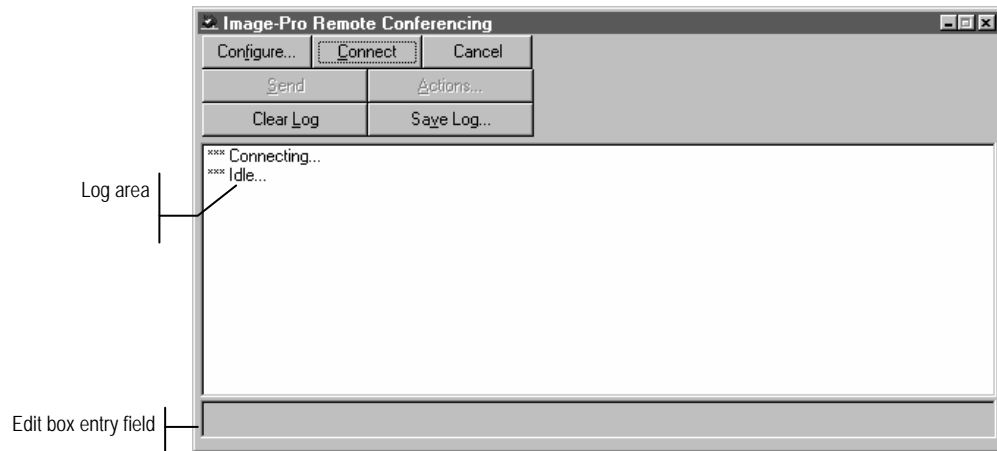 Image-Pro Remote Conferencing
Configure... Connect Cancel
Send Actions...
Clear Log Save Log...
*** Connecting...
*** Idle...
Log area
Edit box entry field